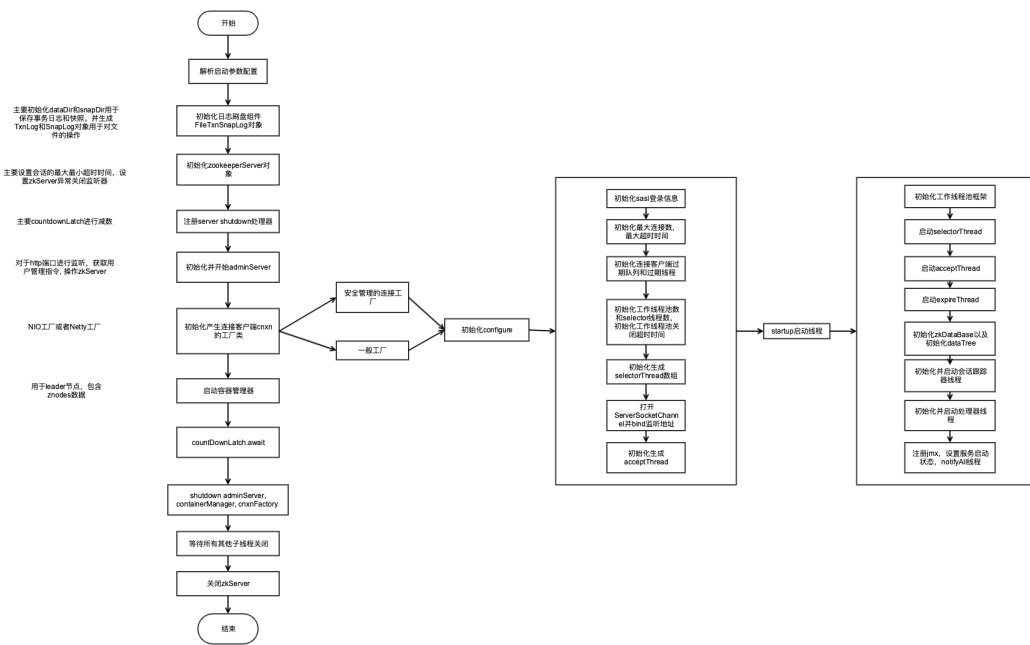 开始
解析启动参数配置
主要初始化dataDir和snapDir用于
保存事务日志和快照，并生成
TxnLog和SnapLog对象用于对文
件的操作
初始化日志刷盘组件
FileTxnSnapLog对象
主要设置会话的最大最小超时时间，设
置zkServer异常关闭监听器
初始化zookeeperServer对
象
主要countdownLatch进行减数
注册server shutdown处理器
对于http端口进行监听，获取用
户管理指令, 操作zkServer
初始化并开始adminServer
NIO工厂或者Netty工厂
初始化产生连接客户端cnxn
的工厂类
用于leader节点，包含
znodes数据
启动容器管理器
countDownLatch.await
shutdown adminServer,
containerManager, cnxnFactory
等待所有其他子线程关闭
关闭zkServer
结束
安全管理的连接工
厂
一般工厂
初始化configure
初始化sasl登录信息
初始化最大连接数，
最大超时时间
初始化连接客户端过
期队列和过期线程
初始化工作线程池数
和selector线程数，
初始化工作线程池关
闭超时时间
初始化生成
selectorThread数组
打开
ServerSocketChann
el并bind监听地址
初始化生成
acceptThread
startup启动线程
初始化工作线程池框架
启动selectorThread
启动acceptThread
启动expireThread
初始化zkDataBase以及
初始化dataTree
初始化并启动会话跟踪
器线程
初始化并启动处理器线
程
注册jmx，设置服务启动
状态，notifyAll线程